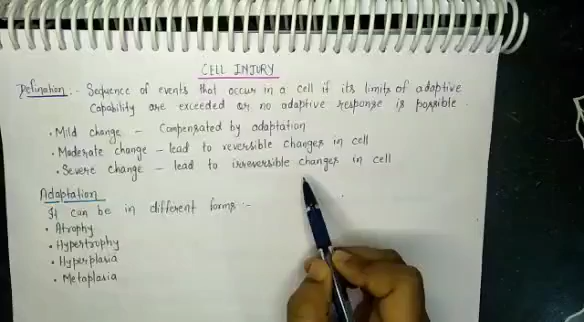 CELL INJURY
Defination :- Sequence of events that occur in a cell if its limits of adaptive
capability are exceeded or no adaptive response is possible.
• Mild change - Compensated by adaptation
• Moderate change - lead to reversible changes in cell
• Severe change - lead to irreversible changes in cell
Adaptation
It can be in different forms :-
• Atrophy
• Hypertrophy
• Hyperplasia
• Metaplasia